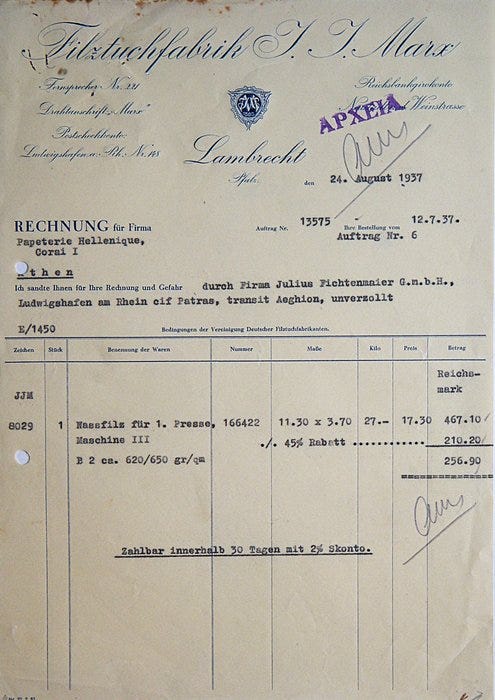 Filztuchfabrik J. J. Marx
Fernsprecher Nr. 221
Reichsbankgirokonto
Drahtanschrift „Marx"
Weinstrasse
ΑΡΧΕΙΑ
Postscheckkonto:
Ludwigshafen a. Rh. Nr. 148
Lambrecht
Pfalz.
den 24. August 1937
RECHNUNG für Firma
Auftrag Nr. 13575
Ihre Bestellung vom 12.7.37.
Auftrag Nr. 6
Papeterie Hellenique,
Corai I
Athen
Ich sandte Ihnen für Ihre Rechnung und Gefahr durch Firma Julius Fichtenmaier G.m.b.H.,
Ludwigshafen am Rhein cif Patras, transit Aeghion, unverzollt
E/1450
Bedingungen der Vereinigung Deutscher Filztuchfabrikanten.
Zeichen Stück Benennung der Waren Nummer Maße Kilo Preis Betrag
Reichs-
mark
JJM
8029 1 Nassfilz für 1. Presse, 166422 11.30 x 3.70 27.- 17.30 467.10
Maschine III ./. 45% Rabatt ............ 210.20
B 2 ca. 620/650 gr/qm 256.90
Zahlbar innerhalb 30 Tagen mit 2% Skonto.